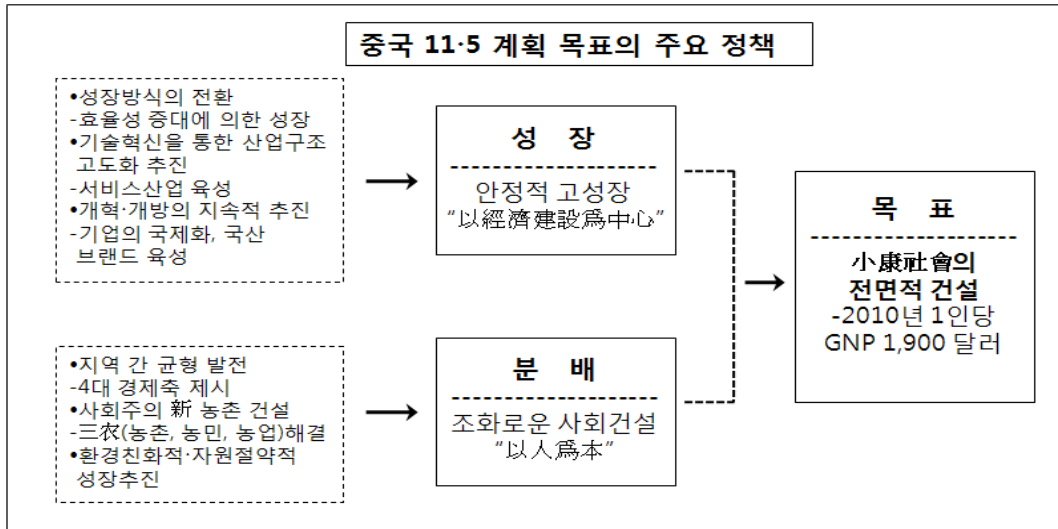 중국 11·5 계획 목표의 주요 정책
•성장방식의 전환
-효율성 증대에 의한 성장
•기술혁신을 통한 산업구조
고도화 추진
-서비스산업 육성
•개혁·개방의 지속적 추진
-기업의 국제화, 국산
브랜드 육성
성 장
안정적 고성장
“以經濟建設爲中心”
•지역 간 균형 발전
-4대 경제축 제시
•사회주의 新 농촌 건설
-三农(농촌, 농민, 농업)해결
•환경친화적·자원절약적
성장추진
분 배
조화로운 사회건설
“以人爲本”
목 표
小康社會의
전면적 건설
-2010년 1인당
GNP 1,900 달러